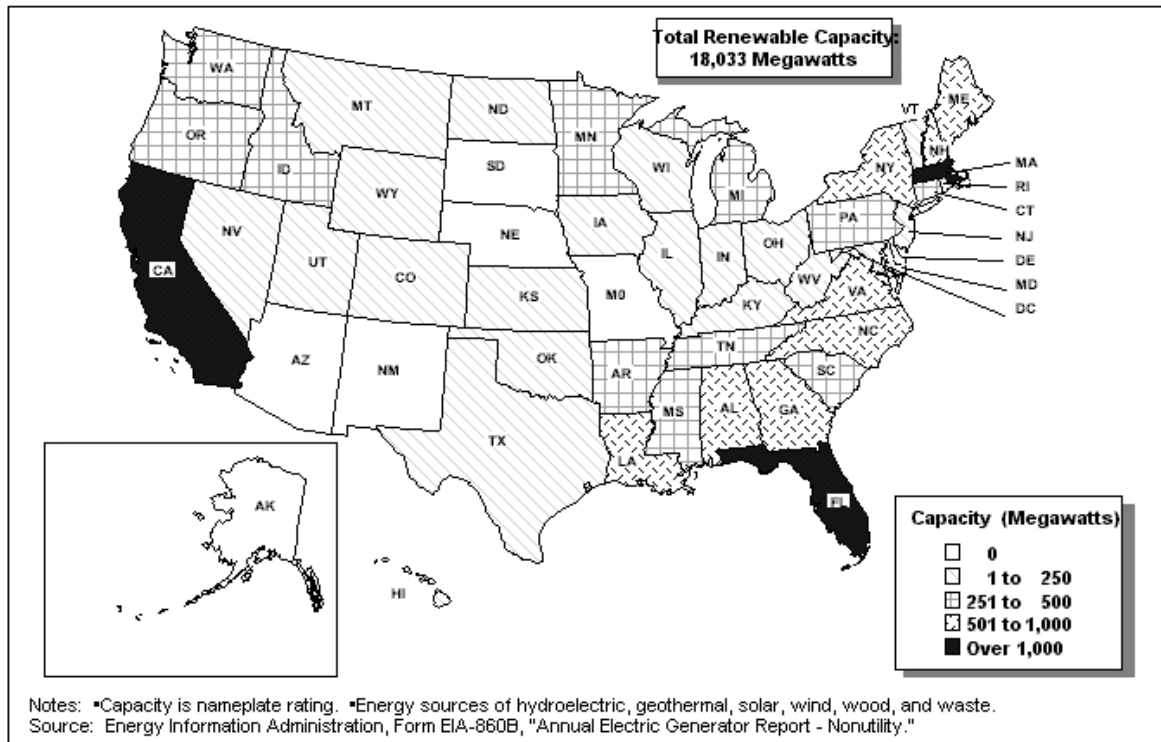 Total Renewable Capacity:
18,033 Megawatts
WA
MT
ND
MN
VT
ME
OR
ID
SD
WI
MI
NY
NH
MA
RI
CT
NJ
DE
MD
DC
WY
NV
UT
CO
NE
IA
IL
IN
OH
PA
WV
VA
CA
KS
M0
KY
NC
AZ
NM
OK
AR
TN
SC
TX
LA
MS
AL
GA
FL
AK
HI
Capacity (Megawatts)
0
1 to 250
251 to 500
501 to 1,000
Over 1,000
Notes: ▪Capacity is nameplate rating. ▪Energy sources of hydroelectric, geothermal, solar, wind, wood, and waste.
Source: Energy Information Administration, Form EIA-860B, "Annual Electric Generator Report - Nonutility."